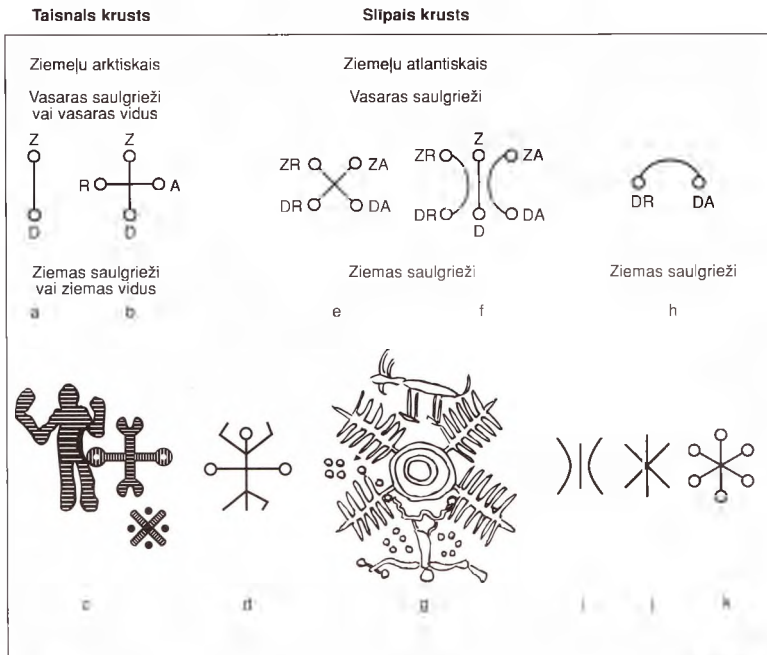 Taisnais krusts
Slīpais krusts
Ziemeļu arktiskais
Ziemeļu atlantiskais
Vasaras saulgrieži
vai vasaras vidus
Vasaras saulgrieži
Z
Z
R
A
D
D
ZR
ZA
DR
DA
Z
ZR
ZA
DR
DA
D
DR
DA
Ziemas saulgrieži
vai ziemas vidus
Ziemas saulgrieži
Ziemas saulgrieži
a
b
e
f
h
c
d
g
i
j
k